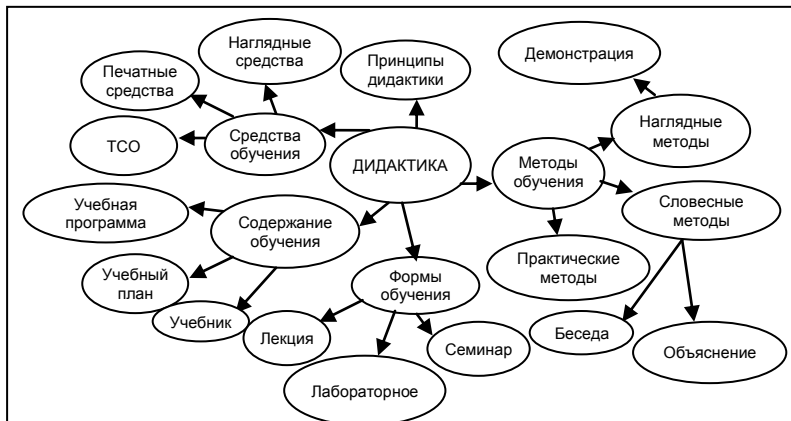 Наглядные
средства
Демонстрация
Печатные
средства
Принципы
дидактики
Наглядные
методы
ТСО
Средства
обучения
ДИДАКТИКА
Методы
обучения
Учебная
программа
Содержание
обучения
Словесные
методы
Учебный
план
Формы
обучения
Практические
методы
Учебник
Лекция
Семинар
Беседа
Объяснение
Лабораторное